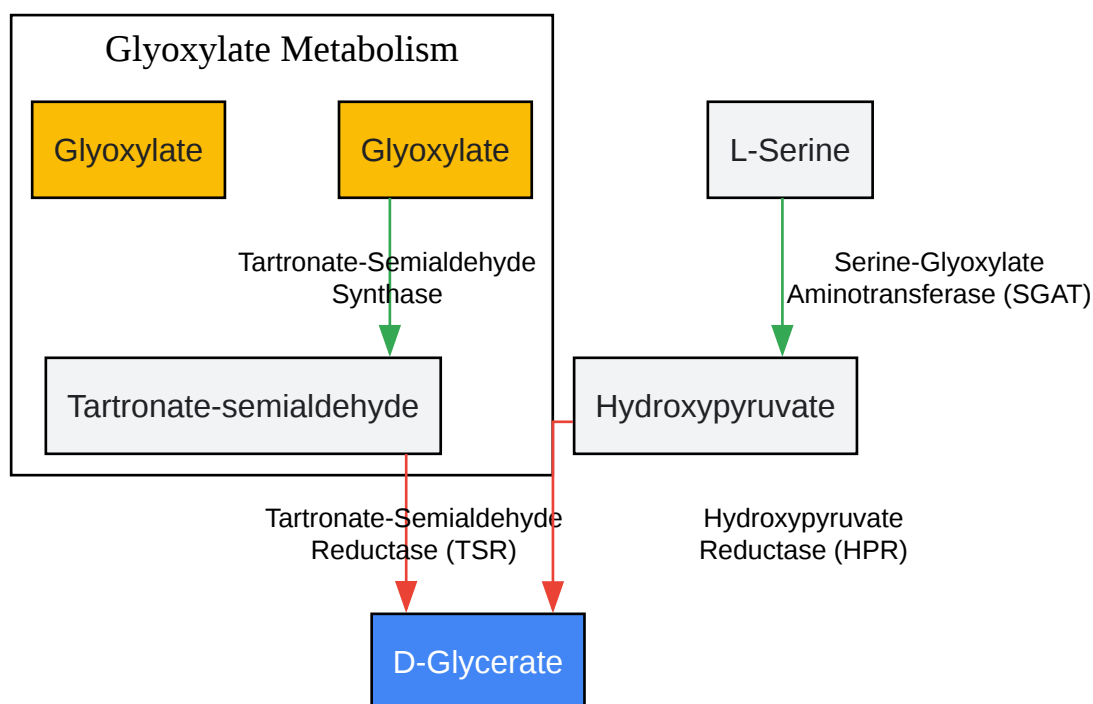 Glyoxylate Metabolism
Glyoxylate
Glyoxylate
L-Serine
Tartronate-Semialdehyde
Synthase
Serine-Glyoxylate
Aminotransferase (SGAT)
Tartronate-semialdehyde
Hydroxypyruvate
Tartronate-Semialdehyde
Reductase (TSR)
Hydroxypyruvate
Reductase (HPR)
D-Glycerate